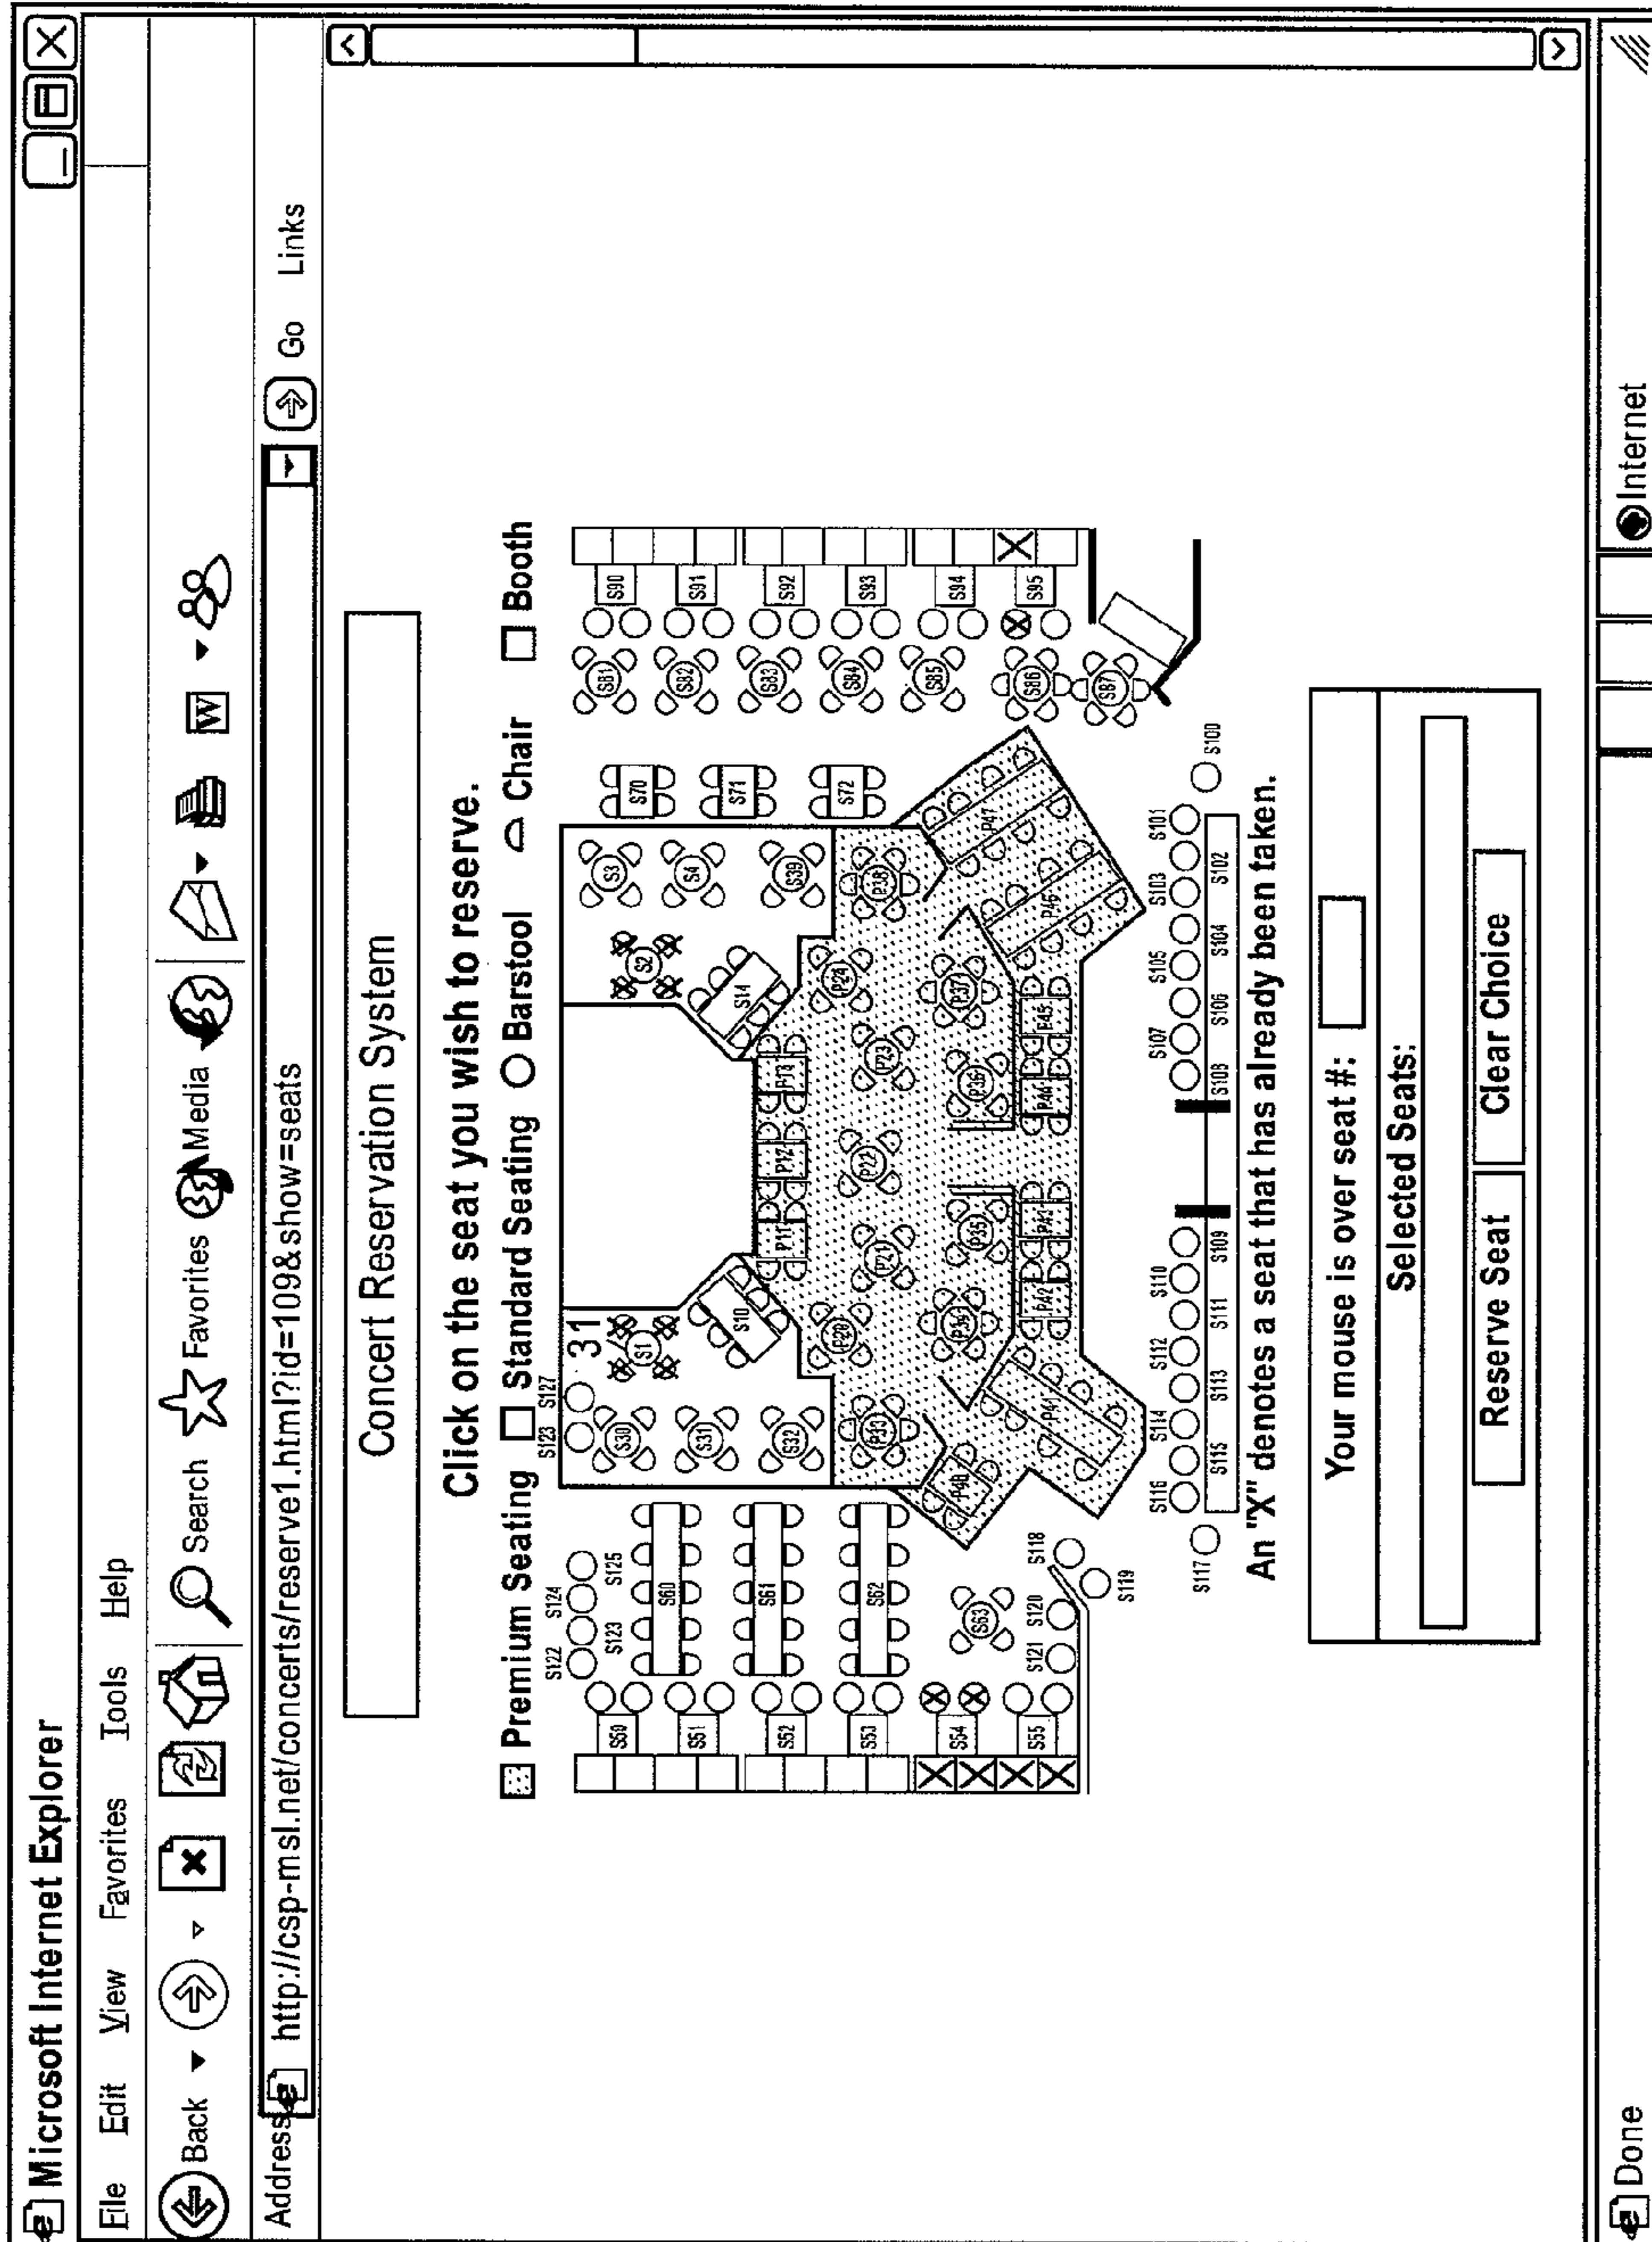 Microsoft Internet Explorer
File Edit View Favorites Tools Help
Back Search Favorites Media W
Address http://csp-msl.net/concerts/reserve1.html?id=109&show=seats Go Links
Concert Reservation System
Click on the seat you wish to reserve.
Premium Seating Standard Seating Barstool Chair Booth
S122 S124 S123 S127
S123 S125 31
S50 S30 S81 S90
S60 S1 S2 S3 S70
S51 S31 S4 S82 S91
S10 S14 S71
S61 S83
S52 S32 P11 P12 P13 S39 S92
S62 P20 P24 S72 S84
S53 P33 P21 P22 P23 P38 S93
S85
S54 P40 P34 P37 S94
S63 P35 P36 P47
S121 S120 S118 S86
S55 P41 P42 P43 P44 P45 P46 S95
S119 S87
S117 S116 S114 S112 S110 S107 S105 S103 S101 S100
S115 S113 S111 S109 S108 S106 S104 S102
An "X" denotes a seat that has already been taken.
Your mouse is over seat #:
Selected Seats:
Reserve Seat Clear Choice
Done Internet